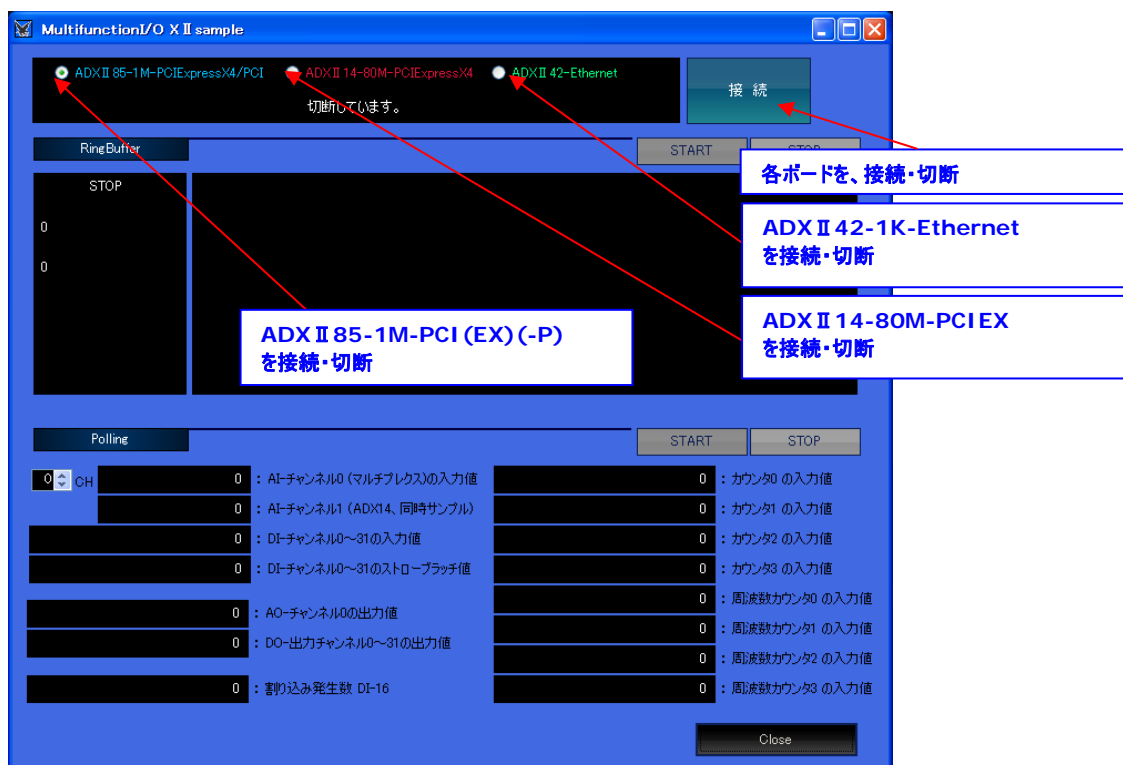 MultifunctionI/O XⅡ sample
ADXⅡ85-1M-PCIExpressX4/PCI
ADXⅡ14-80M-PCIExpressX4
ADXⅡ42-Ethernet
切断しています。
接 続
RingBuffer
START
STOP
各ボードを、接続・切断
STOP
0
0
ADXⅡ42-1K-Ethernet
を接続・切断
ADXⅡ85-1M-PCI(EX)(-P)
を接続・切断
ADXⅡ14-80M-PCIEX
を接続・切断
Polling
START
STOP
0 CH 0 : AI-チャンネル0 (マルチプレクス)の入力値
0 : AI-チャンネル1 (ADX14、同時サンプル)
0 : DI-チャンネル0～31の入力値
0 : DI-チャンネル0～31のストローブラッチ値
0 : AO-チャンネル0の出力値
0 : DO-出力チャンネル0～31の出力値
0 : 割り込み発生数 DI-16
0 : カウンタ0 の入力値
0 : カウンタ1 の入力値
0 : カウンタ2 の入力値
0 : カウンタ3 の入力値
0 : 周波数カウンタ0 の入力値
0 : 周波数カウンタ1 の入力値
0 : 周波数カウンタ2 の入力値
0 : 周波数カウンタ3 の入力値
Close